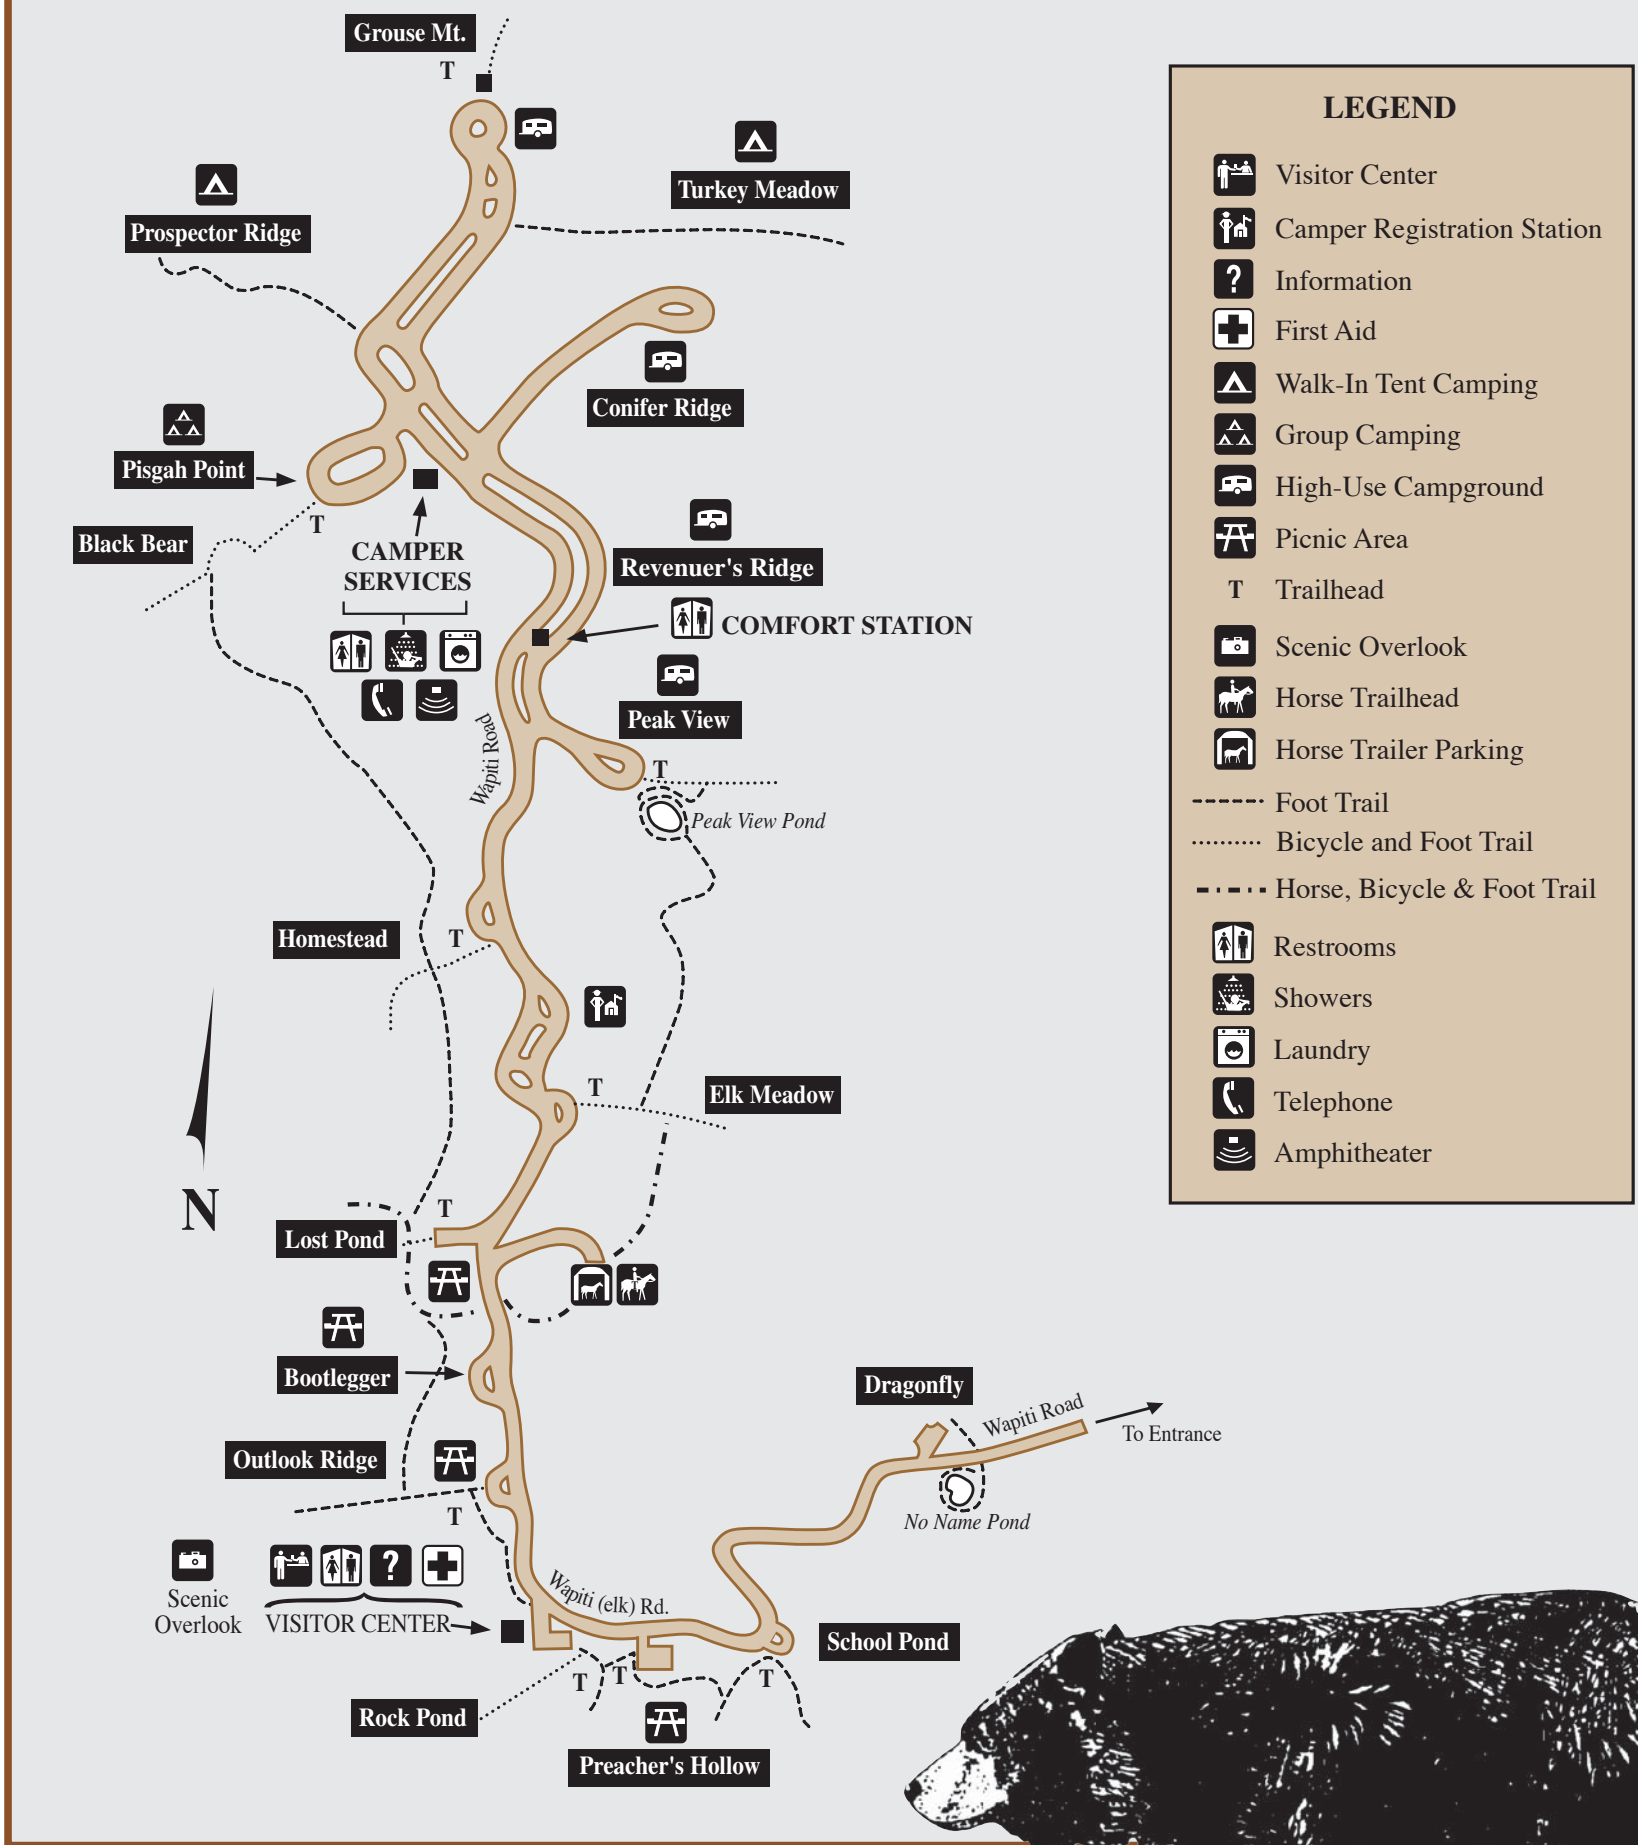 Grouse Mt.
T
Turkey Meadow
Prospector Ridge
Conifer Ridge
Pisgah Point
T
Black Bear
CAMPER
SERVICES
Revenuer's Ridge
COMFORT STATION
Peak View
Wapiti Road
T
Peak View Pond
Homestead
T
T
Elk Meadow
N
T
Lost Pond
Bootlegger
Dragonfly
Wapiti Road
To Entrance
Outlook Ridge
T
No Name Pond
Scenic
Overlook
VISITOR CENTER
Wapiti (elk) Rd.
School Pond
T
T
T
Rock Pond
Preacher's Hollow
LEGEND
Visitor Center
Camper Registration Station
? Information
First Aid
Walk-In Tent Camping
Group Camping
High-Use Campground
Picnic Area
T Trailhead
Scenic Overlook
Horse Trailhead
Horse Trailer Parking
Foot Trail
Bicycle and Foot Trail
Horse, Bicycle & Foot Trail
Restrooms
Showers
Laundry
Telephone
Amphitheater